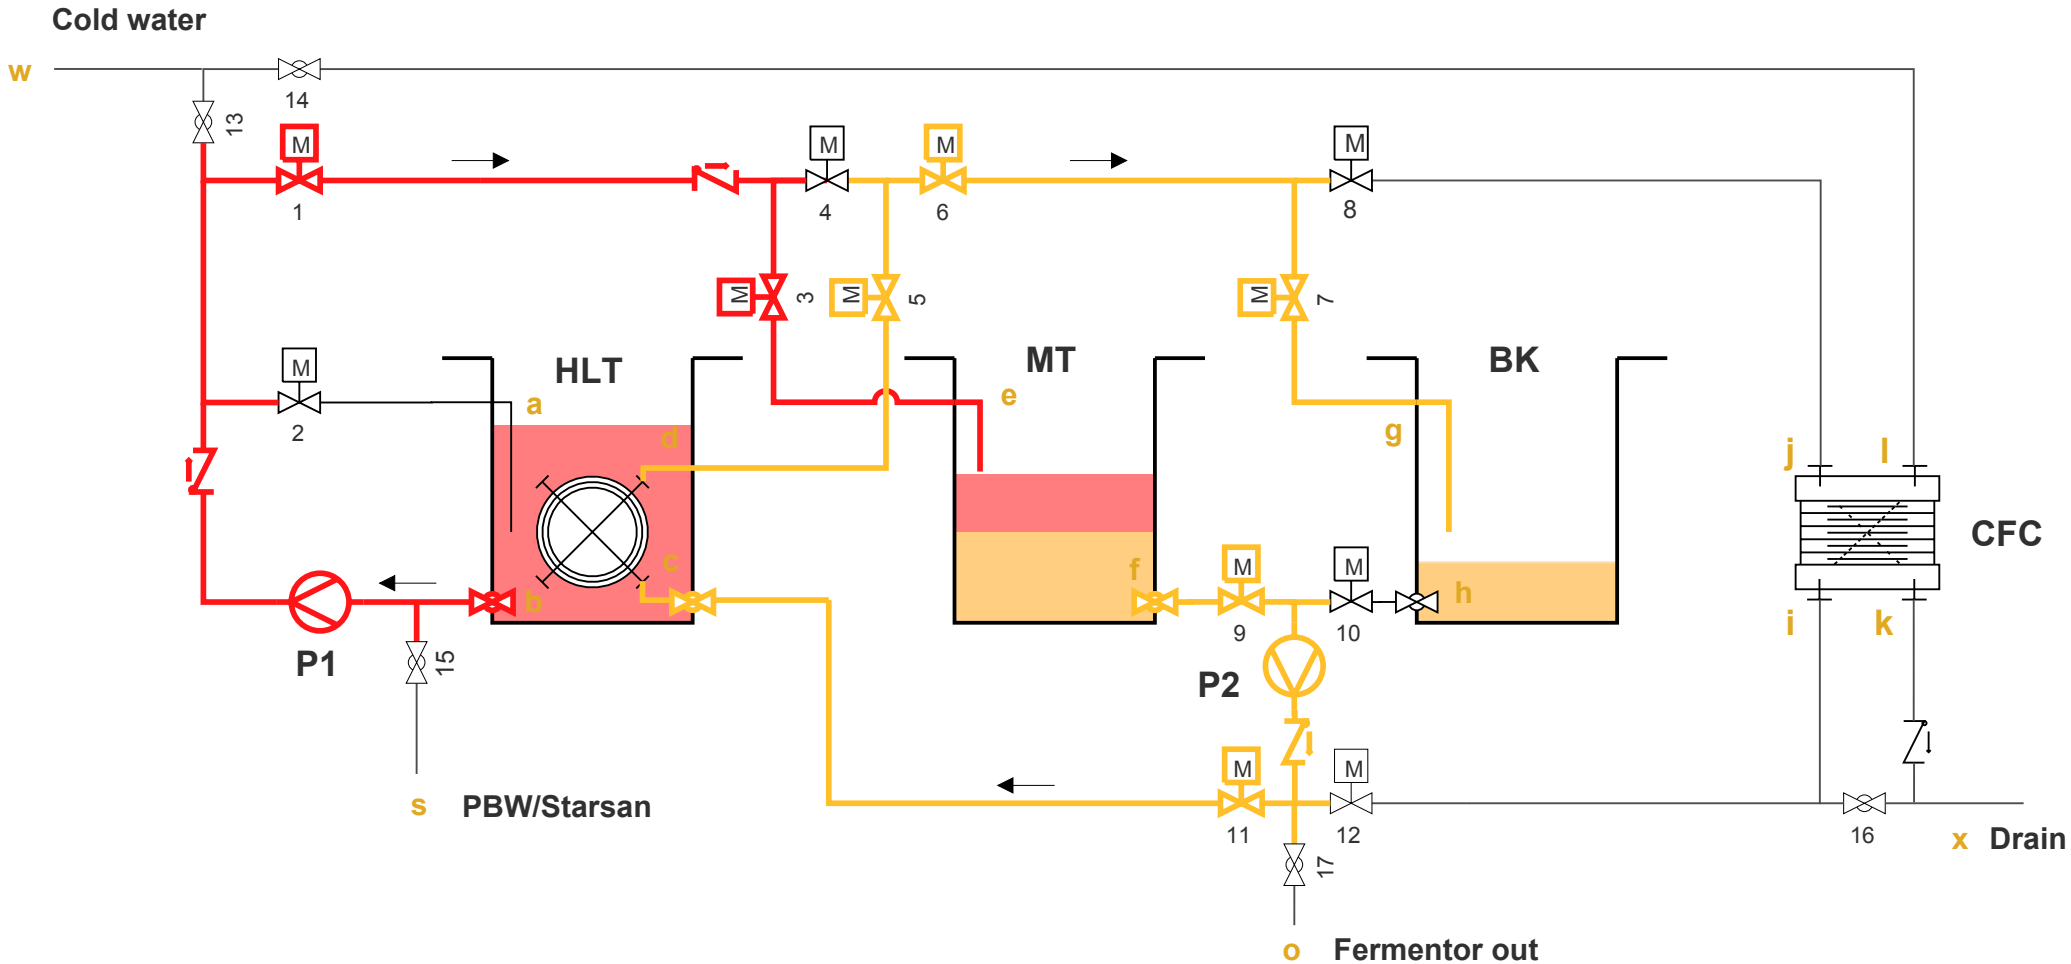 Cold water
w
14
13
M
M
M
M
1
4
6
8
M
M
M
3
5
7
HLT
MT
BK
M
a
e
2
d
g
j
l
CFC
c
f
M
M
b
h
9
10
i
k
P1
15
P2
M
M
s
PBW/Starsan
11
12
16
x
Drain
17
o
Fermentor out